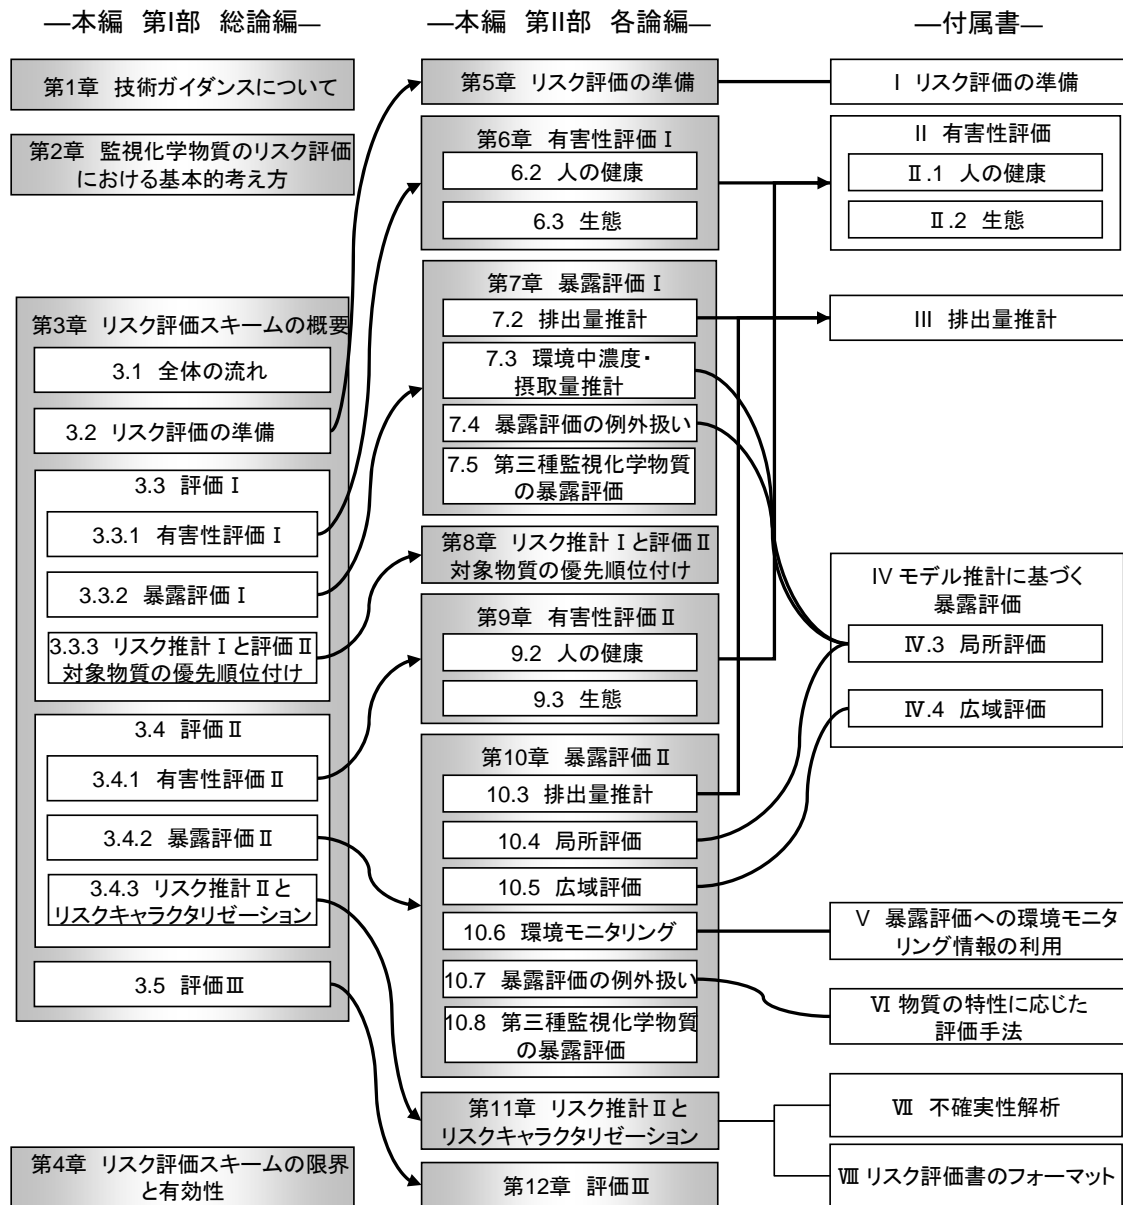 ―本編 第Ⅰ部 総論編―
第1章 技術ガイダンスについて
第2章 監視化学物質のリスク評価
における基本的考え方
第3章 リスク評価スキームの概要
3.1 全体の流れ
3.2 リスク評価の準備
3.3 評価Ⅰ
3.3.1 有害性評価Ⅰ
3.3.2 暴露評価Ⅰ
3.3.3 リスク推計Ⅰと評価Ⅱ
対象物質の優先順位付け
3.4 評価Ⅱ
3.4.1 有害性評価Ⅱ
3.4.2 暴露評価Ⅱ
3.4.3 リスク推計Ⅱと
リスクキャラクタリゼーション
3.5 評価Ⅲ
第4章 リスク評価スキームの限界
と有効性
―本編 第Ⅱ部 各論編―
第5章 リスク評価の準備
第6章 有害性評価Ⅰ
6.2 人の健康
6.3 生態
第7章 暴露評価Ⅰ
7.2 排出量推計
7.3 環境中濃度・
摂取量推計
7.4 暴露評価の例外扱い
7.5 第三種監視化学物質
の暴露評価
第8章 リスク推計Ⅰと評価Ⅱ
対象物質の優先順位付け
第9章 有害性評価Ⅱ
9.2 人の健康
9.3 生態
第10章 暴露評価Ⅱ
10.3 排出量推計
10.4 局所評価
10.5 広域評価
10.6 環境モニタリング
10.7 暴露評価の例外扱い
10.8 第三種監視化学物質
の暴露評価
第11章 リスク推計Ⅱと
リスクキャラクタリゼーション
第12章 評価Ⅲ
―付属書―
Ⅰ リスク評価の準備
Ⅱ 有害性評価
Ⅱ.1 人の健康
Ⅱ.2 生態
Ⅲ 排出量推計
Ⅳ モデル推計に基づく
暴露評価
Ⅳ.3 局所評価
Ⅳ.4 広域評価
Ⅴ 暴露評価への環境モニタ
リング情報の利用
Ⅵ 物質の特性に応じた
評価手法
Ⅶ 不確実性解析
Ⅷ リスク評価書のフォーマット